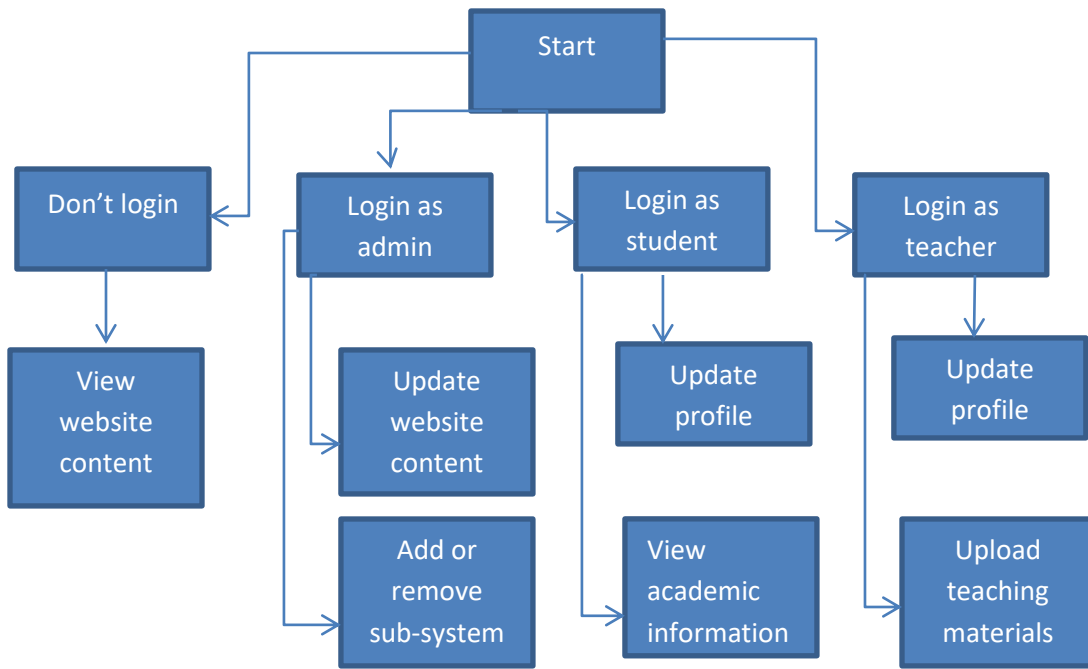 Start
Don’t login
Login as
admin
Login as
student
Login as
teacher
View
website
content
Update
website
content
Update
profile
Update
profile
Add or
remove
sub-system
View
academic
information
Upload
teaching
materials